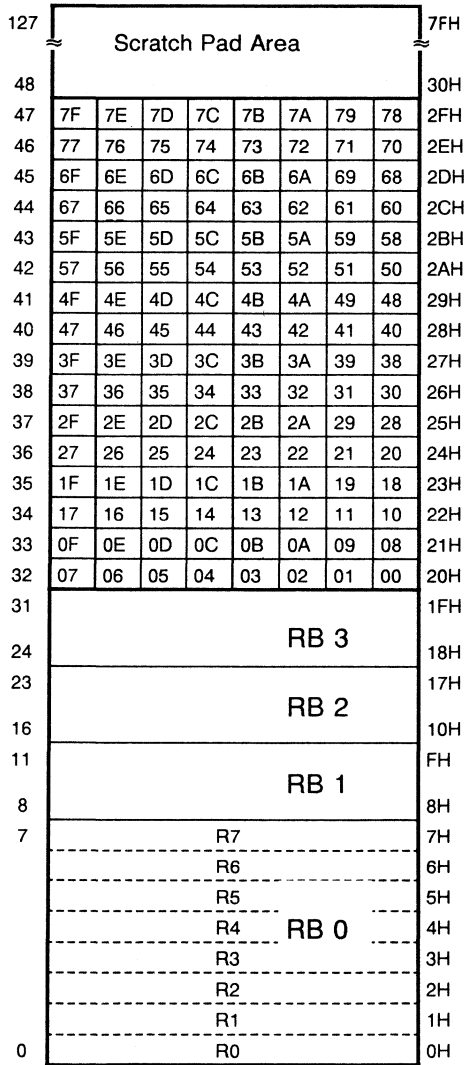 127 Scratch Pad Area 7FH
48 30H
47 7F 7E 7D 7C 7B 7A 79 78 2FH
46 77 76 75 74 73 72 71 70 2EH
45 6F 6E 6D 6C 6B 6A 69 68 2DH
44 67 66 65 64 63 62 61 60 2CH
43 5F 5E 5D 5C 5B 5A 59 58 2BH
42 57 56 55 54 53 52 51 50 2AH
41 4F 4E 4D 4C 4B 4A 49 48 29H
40 47 46 45 44 43 42 41 40 28H
39 3F 3E 3D 3C 3B 3A 39 38 27H
38 37 36 35 34 33 32 31 30 26H
37 2F 2E 2D 2C 2B 2A 29 28 25H
36 27 26 25 24 23 22 21 20 24H
35 1F 1E 1D 1C 1B 1A 19 18 23H
34 17 16 15 14 13 12 11 10 22H
33 0F 0E 0D 0C 0B 0A 09 08 21H
32 07 06 05 04 03 02 01 00 20H
31 1FH
RB 3
24 18H
23 17H
RB 2
16 10H
11 FH
RB 1
8 8H
7 R7 7H
R6 6H
R5 5H
R4 RB 0 4H
R3 3H
R2 2H
R1 1H
0 R0 0H